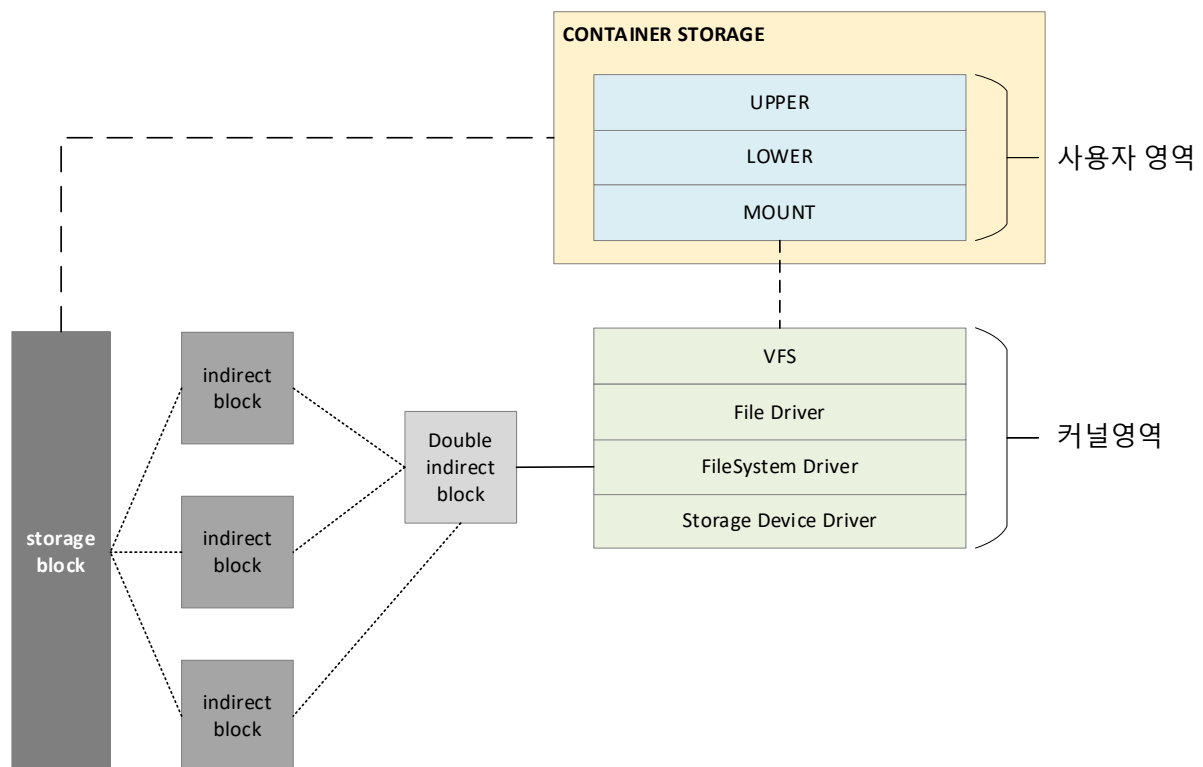 CONTAINER STORAGE
UPPER
LOWER
MOUNT
사용자 영역
VFS
File Driver
FileSystem Driver
Storage Device Driver
커널영역
indirect
block
indirect
block
indirect
block
Double
indirect
block
storage
block